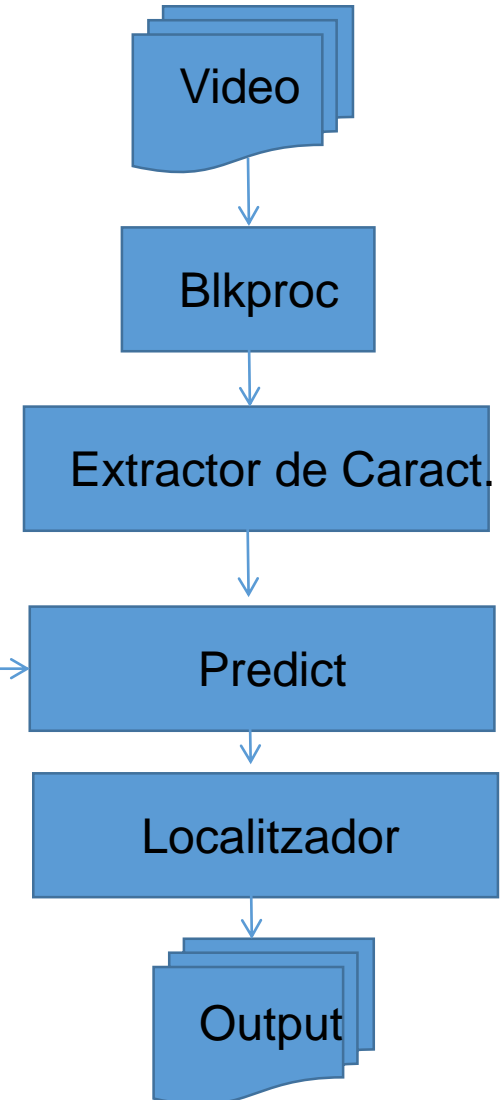 Video
Blkproc
Extractor de Caract.
Predict
Localitzador
Output